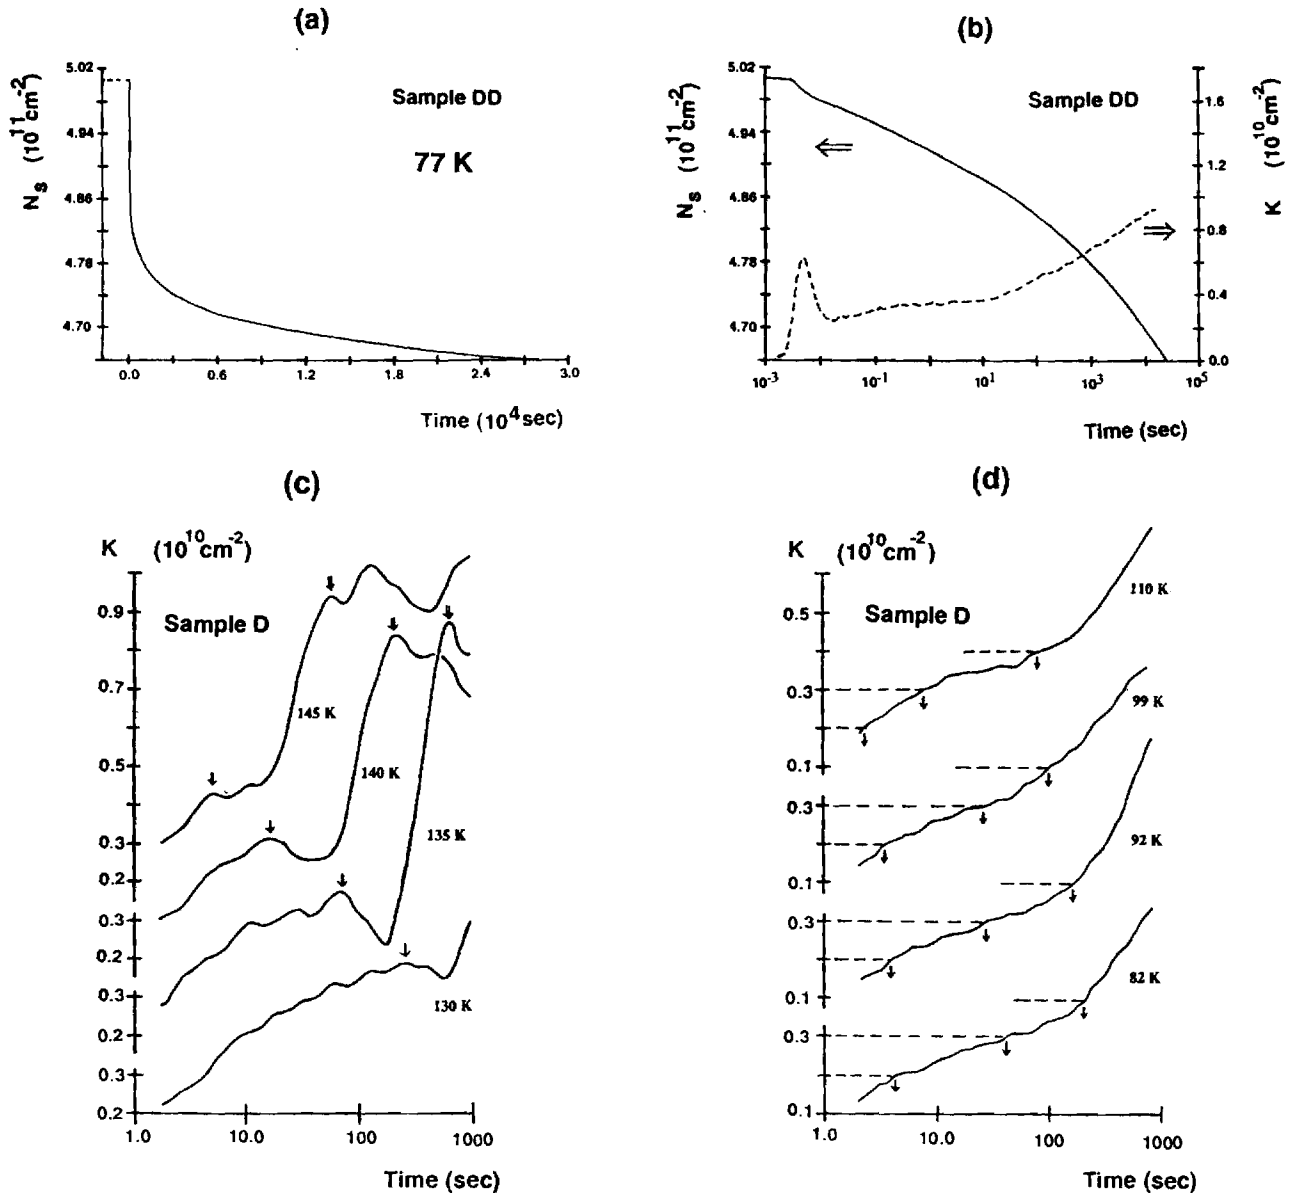 (a)
5.02
4.94
4.86
4.78
4.70
N_s (10^11 cm^-2)
Sample DD
77 K
0.0 0.6 1.2 1.8 2.4 3.0
Time (10^4 sec)
(b)
5.02
4.94
4.86
4.78
4.70
N_s (10^11 cm^-2)
Sample DD
1.6
1.2
0.8
0.4
0.0
K (10^10 cm^-2)
10^-3 10^-1 10^1 10^3 10^5
Time (sec)
(c)
K (10^10 cm^-2)
Sample D
0.9
0.7
0.5
0.3
0.2
0.3
0.2
0.3
0.2
0.3
0.2
145 K
140 K
135 K
130 K
1.0 10.0 100 1000
Time (sec)
(d)
K (10^10 cm^-2)
Sample D
0.5
0.3
0.1
0.3
0.1
0.3
0.1
0.3
0.1
110 K
99 K
92 K
82 K
1.0 10.0 100 1000
Time (sec)